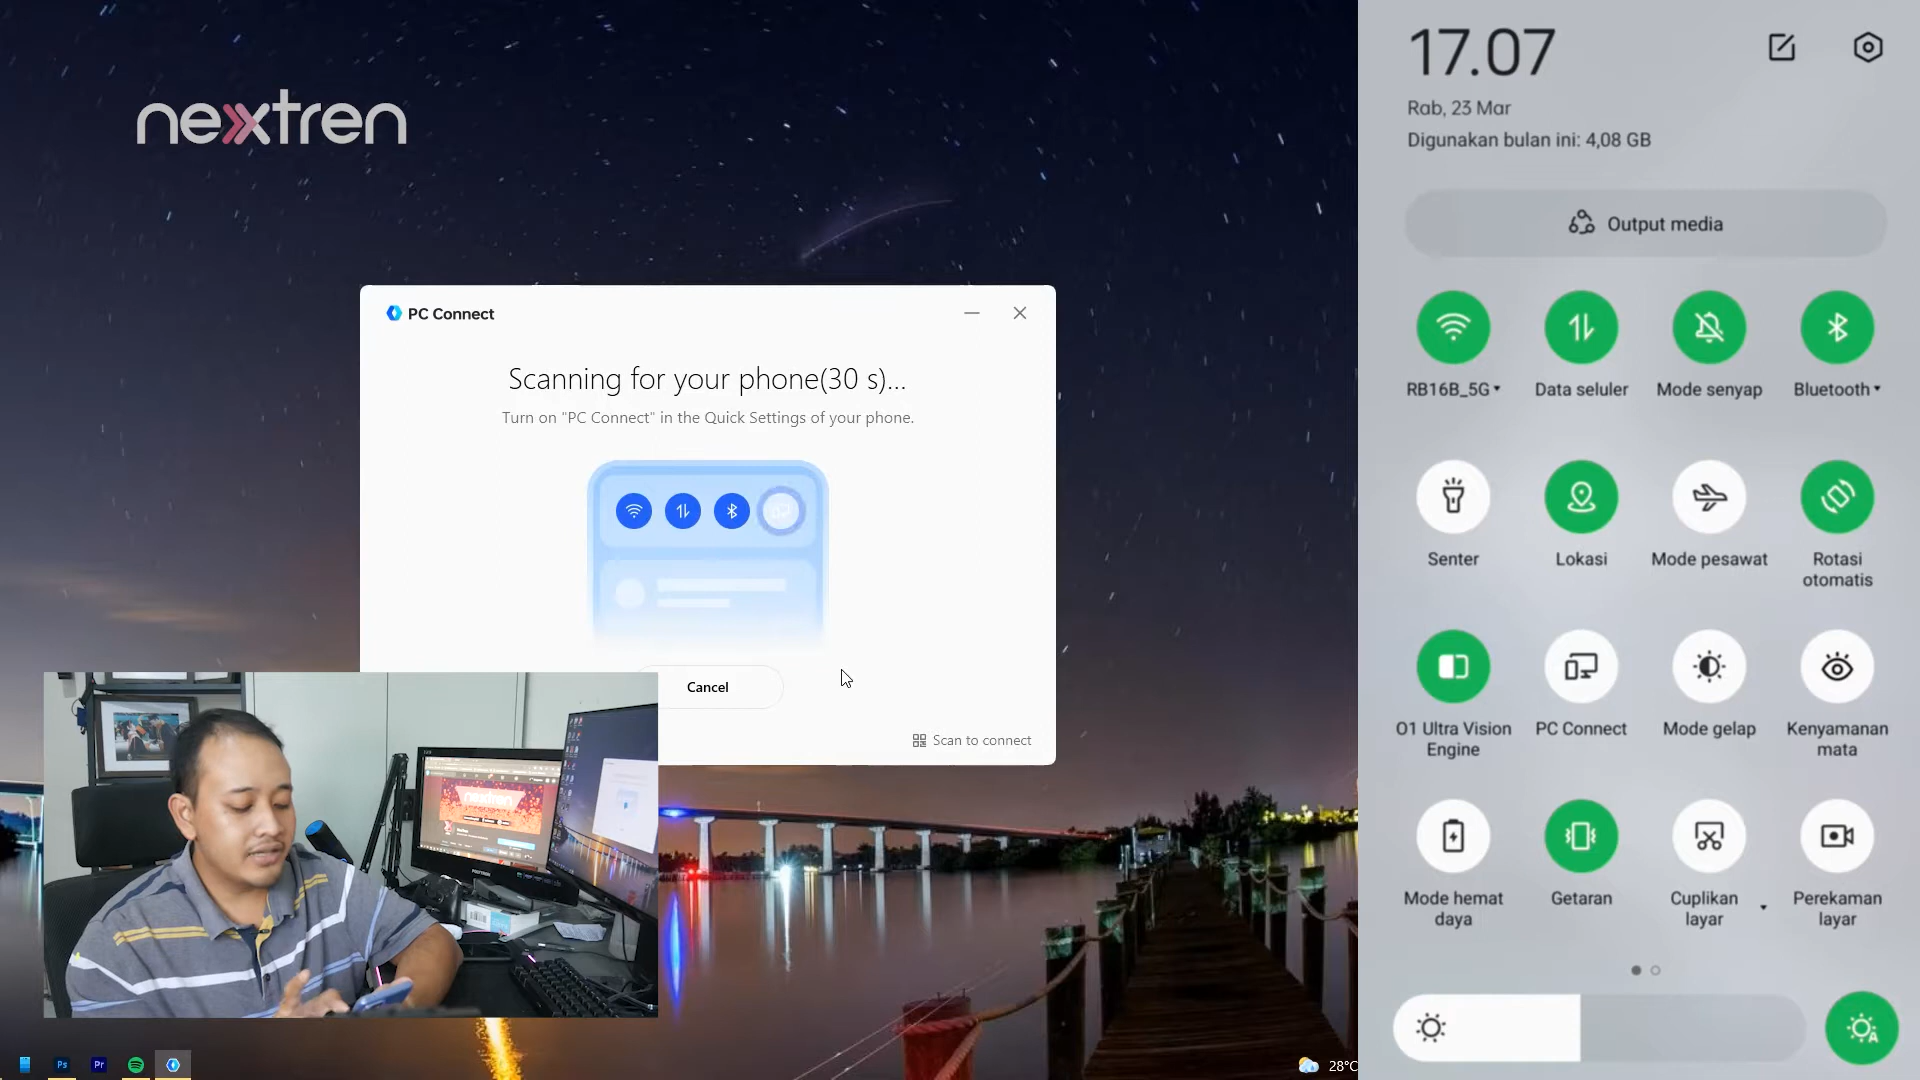 nextren
PC Connect
Scanning for your phone(30 s)...
Turn on "PC Connect" in the Quick Settings of your phone.
Cancel
Scan to connect
nextren
Ps
Pr
28°C
17.07
Rab, 23 Mar
Digunakan bulan ini: 4,08 GB
Output media
RB16B_5G
Data seluler
Mode senyap
Bluetooth
Senter
Lokasi
Mode pesawat
Rotasi
otomatis
O1 Ultra Vision
Engine
PC Connect
Mode gelap
Kenyamanan
mata
Mode hemat
daya
Getaran
Cuplikan
layar
Perekaman
layar
A